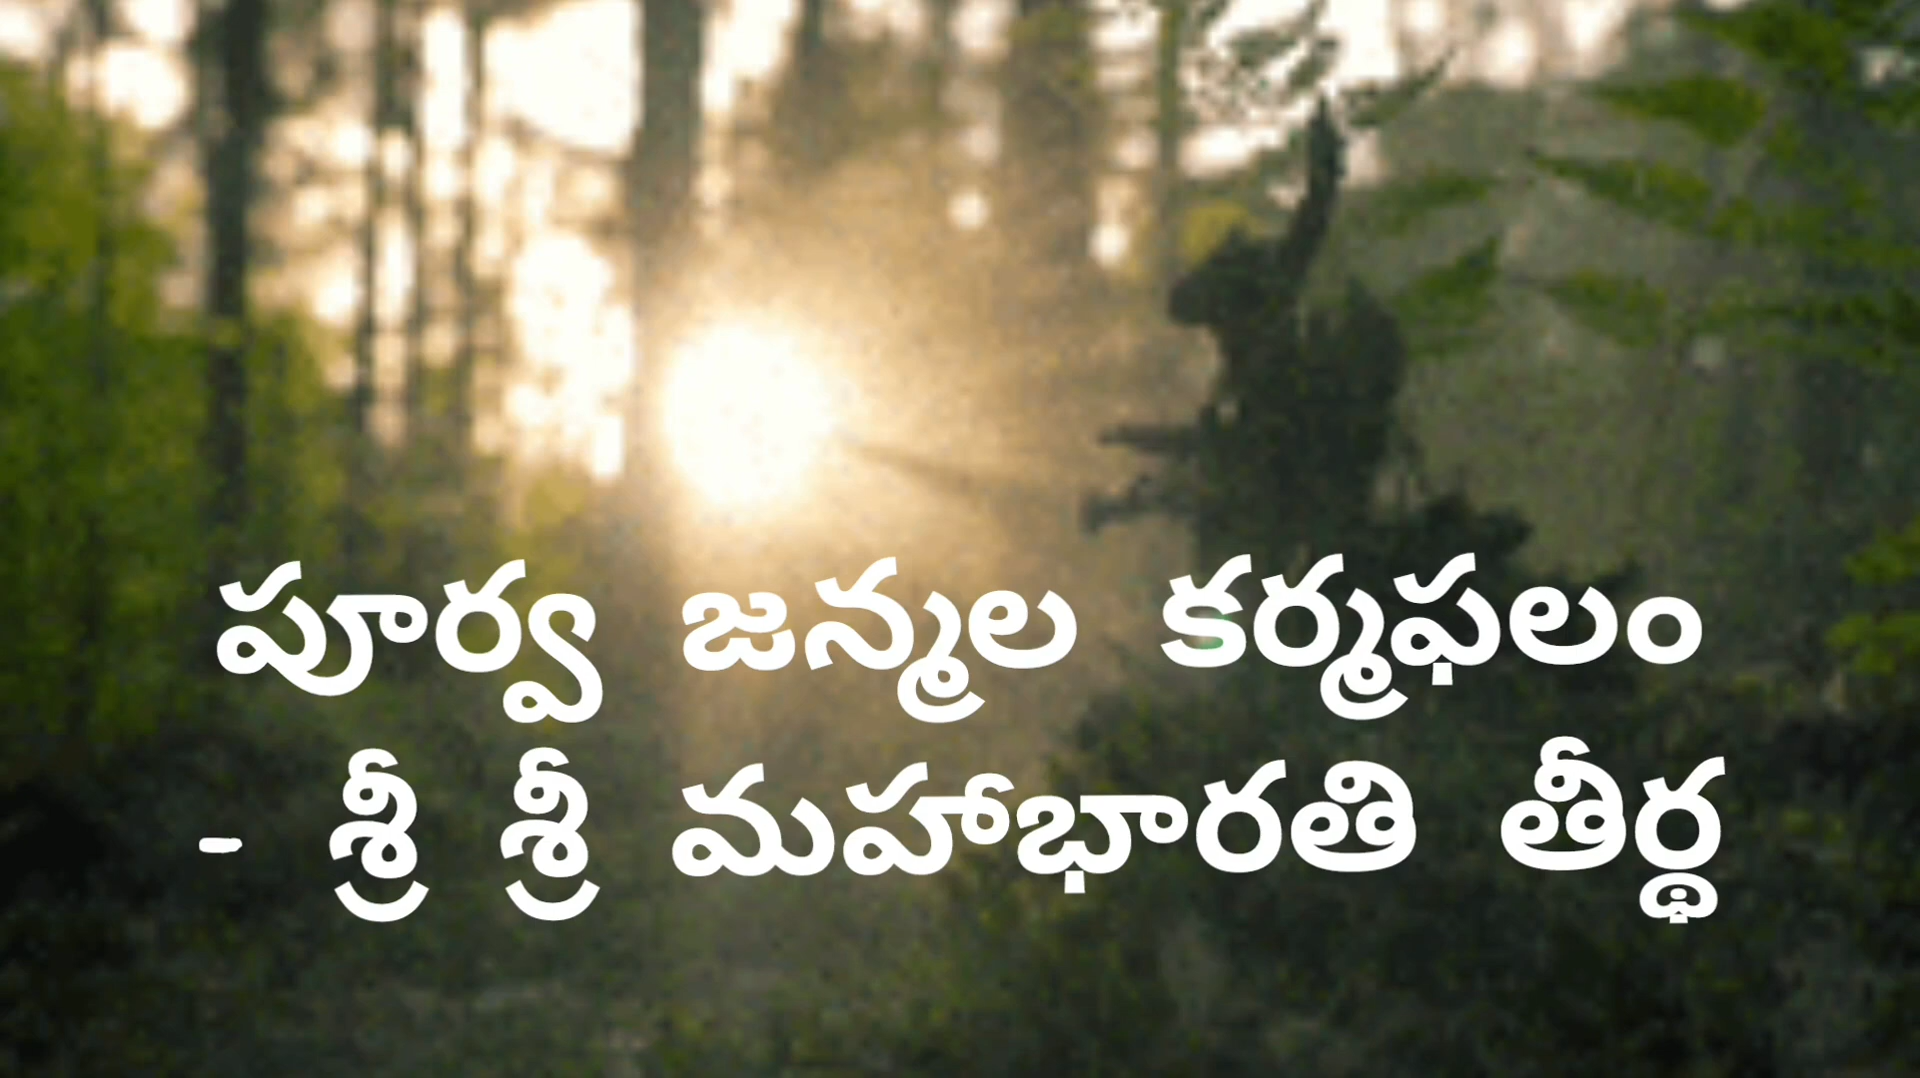 పూర్వ జన్మల కర్మఫలం
- శ్రీ శ్రీ మహాభారతి తీర్థ